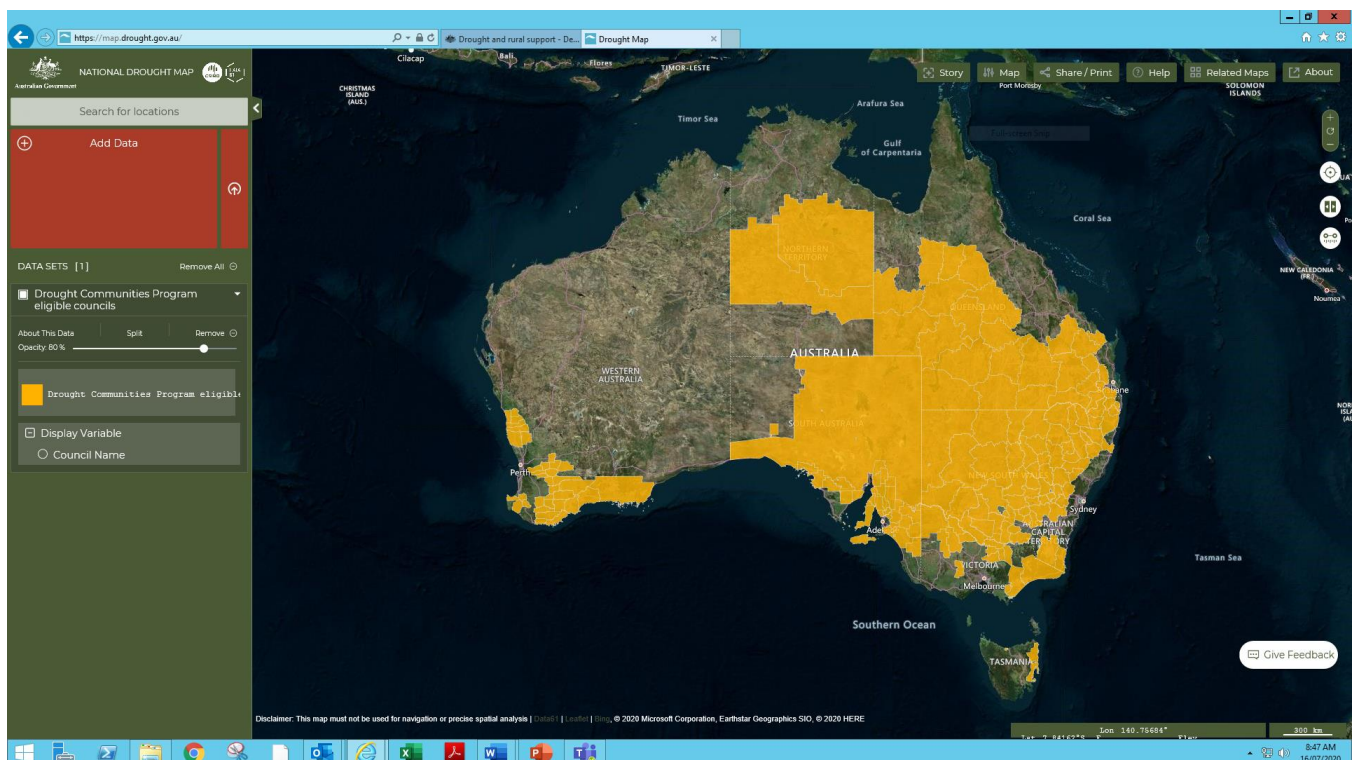 https://map.drought.gov.au/
Drought and rural support - De...
Drought Map
Australian Government
NATIONAL DROUGHT MAP
Search for locations
Add Data
DATA SETS [1]
Remove All
Drought Communities Program
eligible councils
About This Data
Split
Remove
Opacity: 80 %
Drought Communities Program eligible
Display Variable
Council Name
Story
Map
Share / Print
Help
Related Maps
About
Cilacap
Bali
Flores
TIMOR-LESTE
CHRISTMAS
ISLAND
(AUS.)
Port Moresby
SOLOMON
ISLANDS
Arafura Sea
Timor Sea
Gulf
of Carpentaria
Coral Sea
NORTHERN
TERRITORY
QUEENSLAND
NEW CALEDONIA
(FR.)
Noumea
AUSTRALIA
WESTERN
AUSTRALIA
SOUTH AUSTRALIA
NEW SOUTH WALES
Perth
Sydney
VICTORIA
Melbourne
Tasman Sea
Southern Ocean
TASMANIA
Give Feedback
Disclaimer: This map must not be used for navigation or precise spatial analysis | Data61 | Leaflet | Bing, © 2020 Microsoft Corporation, Earthstar Geographics SIO, © 2020 HERE
Lon 140.75684°
300 km
8:47 AM
16/07/2020